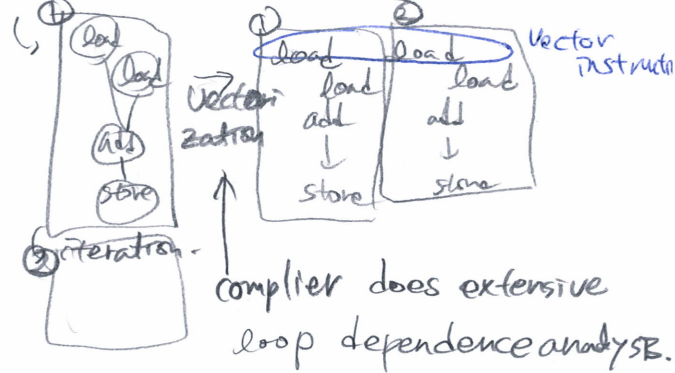 ①
load
load
add
store
② iteration.
Vectori
zation
① ②
load load
load load
add add
↓ ↓
store store
Vector
instructi
complier does extensive
loop dependence analysis.